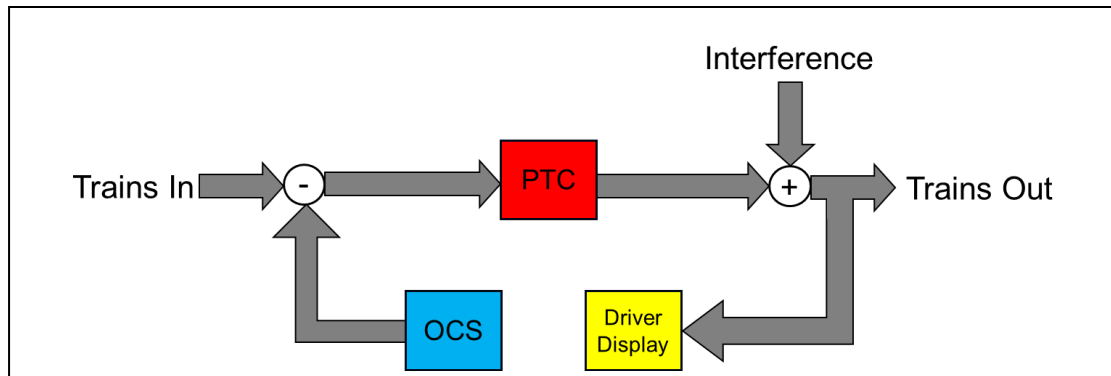 Interference
Trains In
-
PTC
+
Trains Out
OCS
Driver
Display